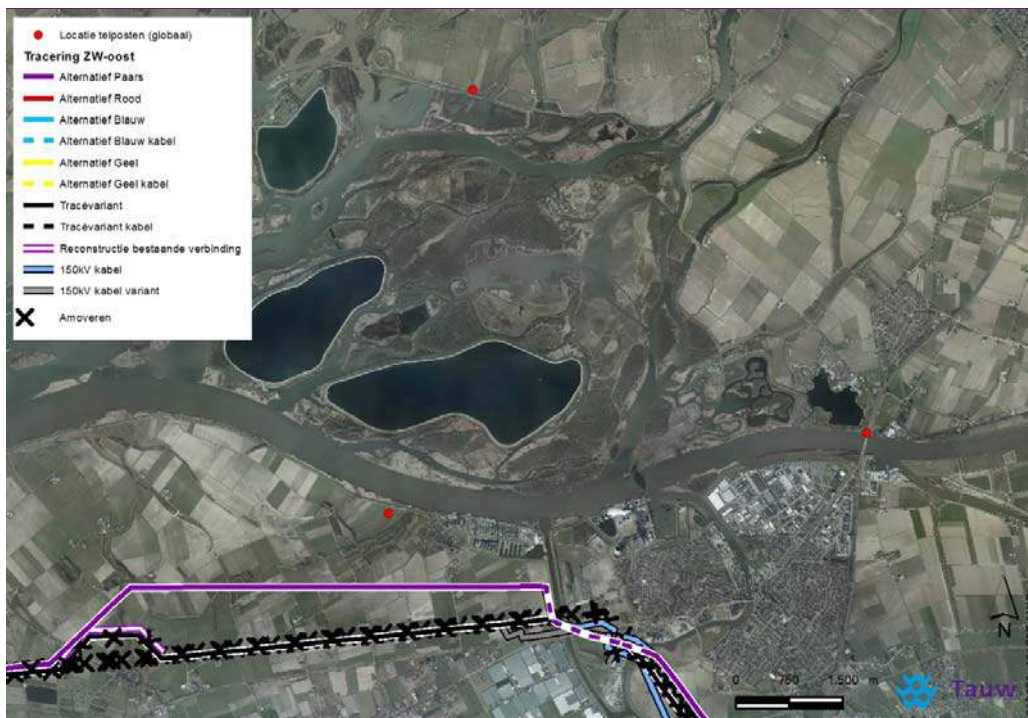 Locatie telposten (globaal)
Tracering ZW-oost
Alternatief Paars
Alternatief Rood
Alternatief Blauw
Alternatief Blauw kabel
Alternatief Geel
Alternatief Geel kabel
Tracévariant
Tracévariant kabel
Reconstructie bestaande verbinding
150kV kabel
150kV kabel variant
Amoveren
N
0 750 1.500 m
Tauw